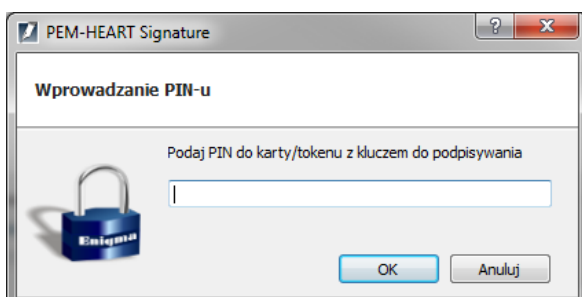 PEM-HEART Signature
Wprowadzanie PIN-u
Podaj PIN do karty/tokenu z kluczem do podpisywania
Enigma
OK Anuluj